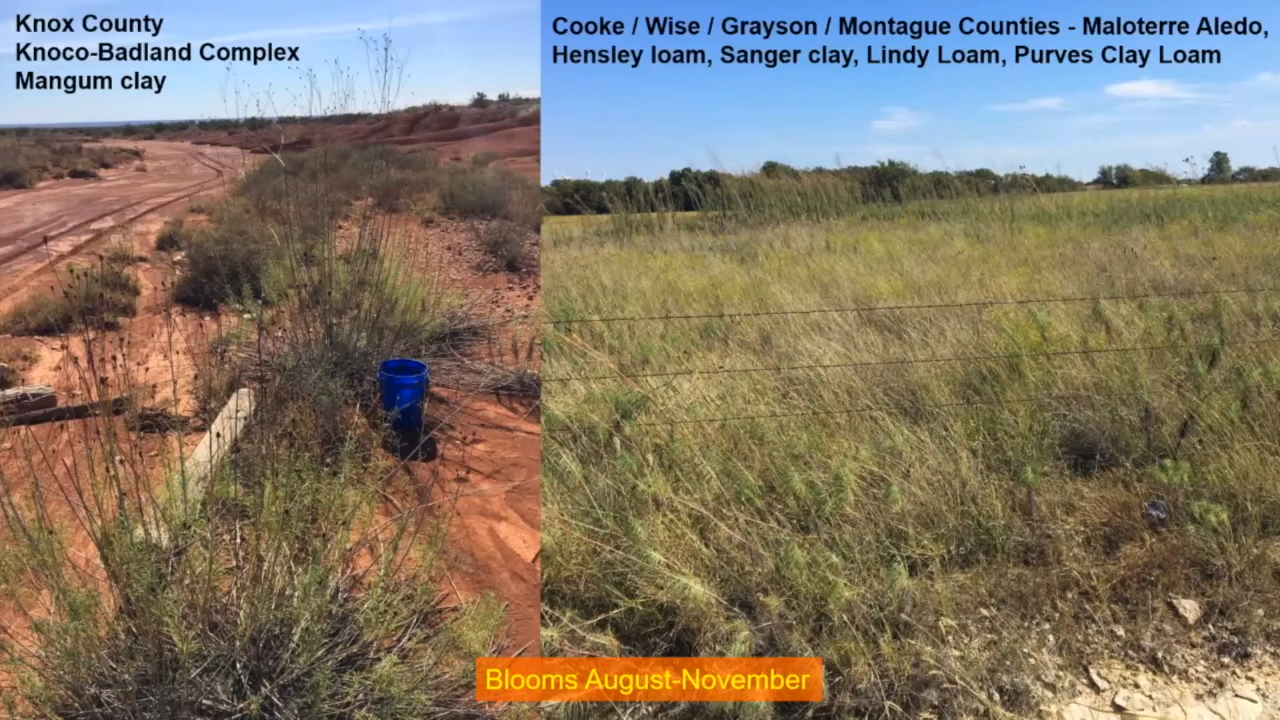 Knox County
Knoco-Badland Complex
Mangum clay
Cooke / Wise / Grayson / Montague Counties - Maloterre Aledo,
Hensley loam, Sanger clay, Lindy Loam, Purves Clay Loam
Blooms August-November